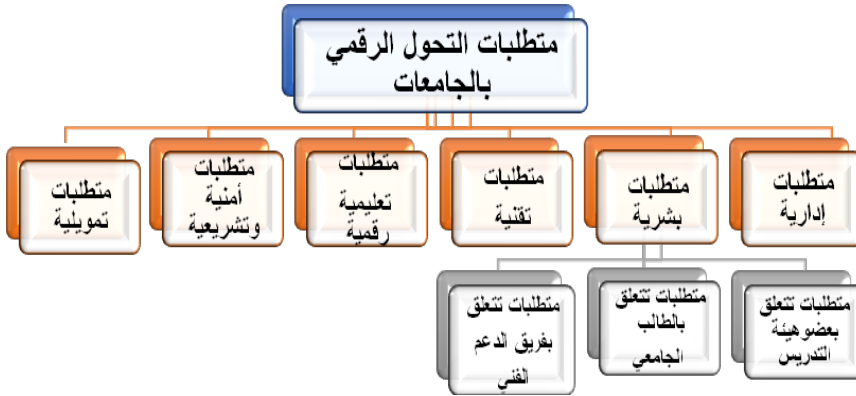 متطلبات التحول الرقمي
بالجامعات
متطلبات
إدارية
متطلبات
بشرية
متطلبات
تقنية
متطلبات
تعليمية
رقمية
متطلبات
أمنية
وتشريعية
متطلبات
تمويلية
متطلبات تتعلق
بعضوهيئة
التدريس
متطلبات تتعلق
بالطالب
الجامعي
متطلبات تتعلق
بفريق الدعم
الفني